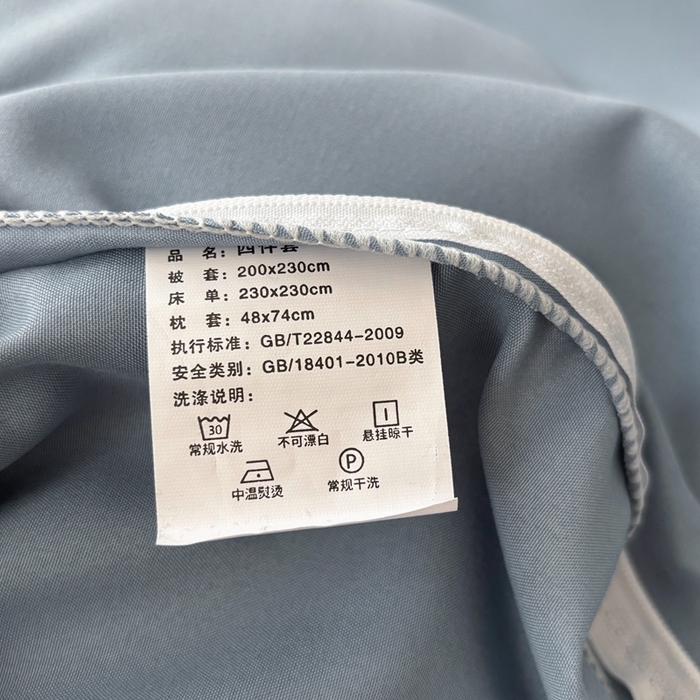 品 名：四件套
被 套：200x230cm
床 单：230x230cm
枕 套：48x74cm
执行标准：GB/T22844-2009
安全类别：GB/18401-2010B类
洗涤说明：
30
常规水洗 不可漂白 悬挂晾干
P
中温熨烫 常规干洗